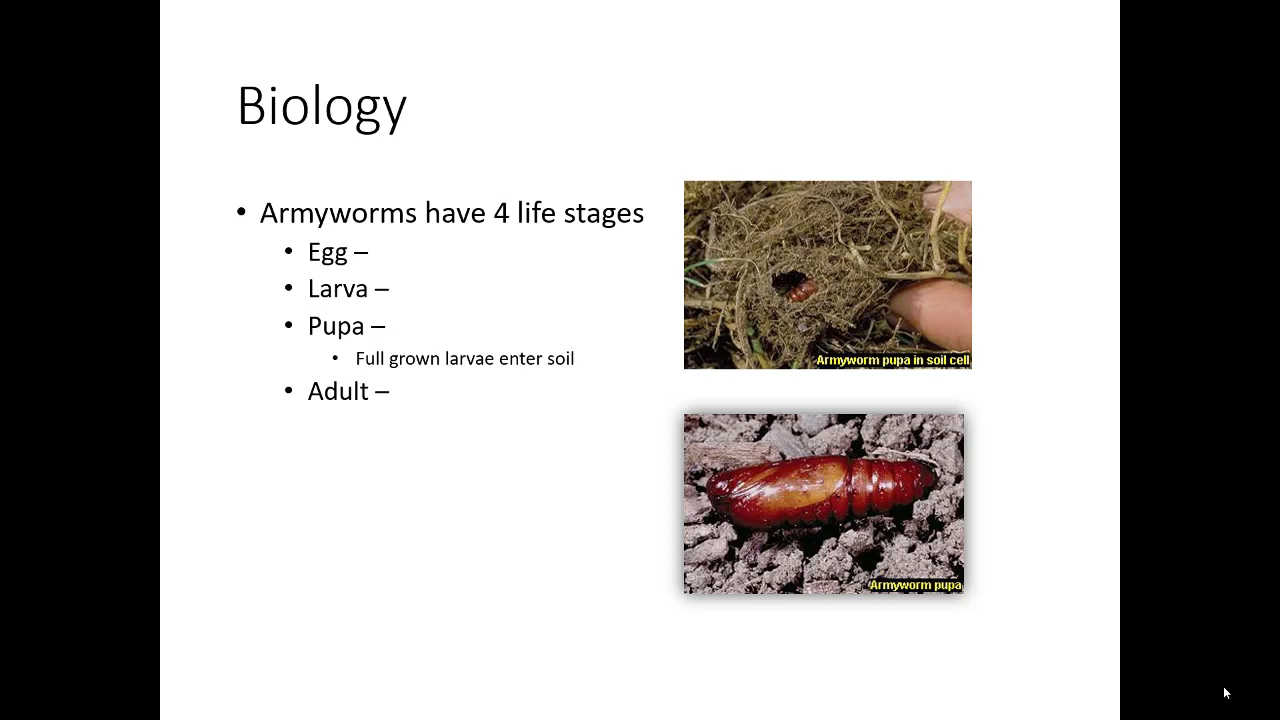 Biology
• Armyworms have 4 life stages
• Egg –
• Larva –
• Pupa –
• Full grown larvae enter soil
• Adult –
Armyworm pupa in soil cell
Armyworm pupa